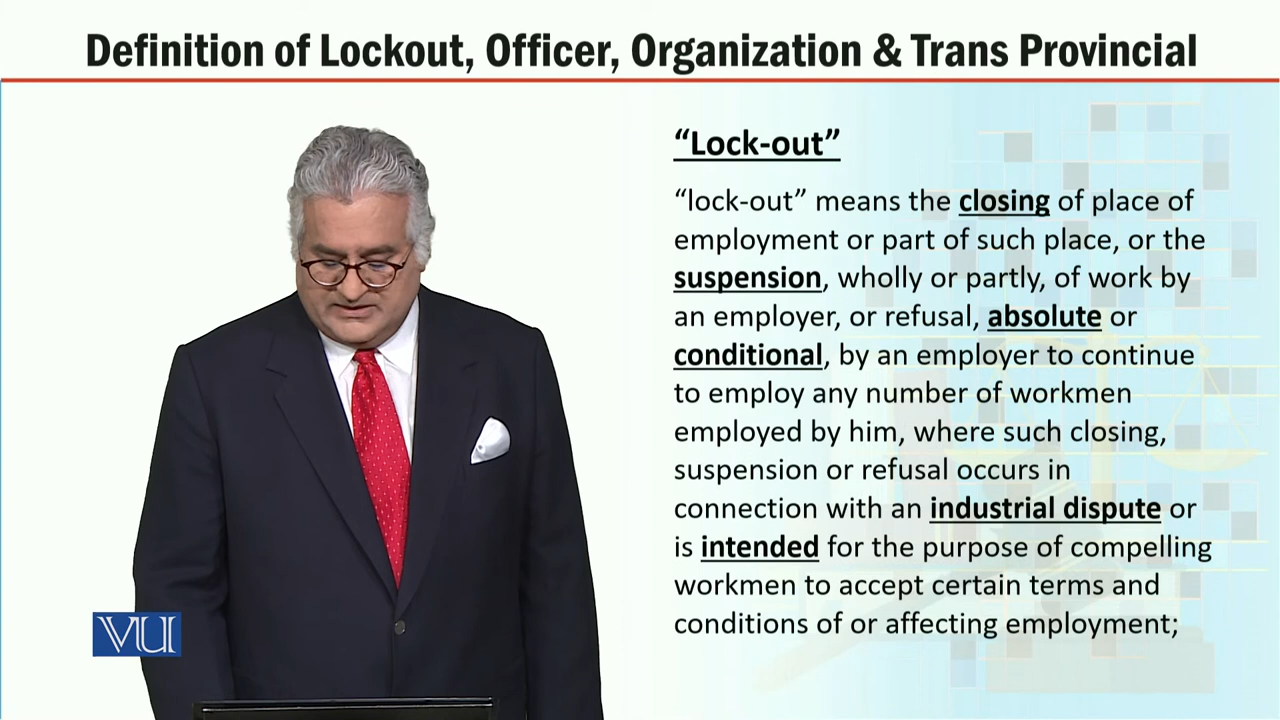 Definition of Lockout, Officer, Organization & Trans Provincial
“Lock-out”
“lock-out” means the closing of place of
employment or part of such place, or the
suspension, wholly or partly, of work by
an employer, or refusal, absolute or
conditional, by an employer to continue
to employ any number of workmen
employed by him, where such closing,
suspension or refusal occurs in
connection with an industrial dispute or
is intended for the purpose of compelling
workmen to accept certain terms and
conditions of or affecting employment;
VU